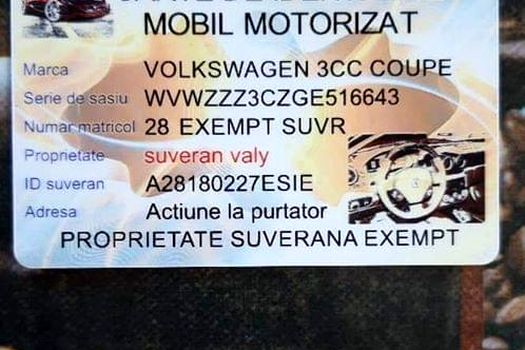 MOBIL MOTORIZAT
Marca VOLKSWAGEN 3CC COUPE
Serie de sasiu WVWZZZ3CZGE516643
Numar matricol 28 EXEMPT SUVR
Proprietate suveran valy
ID suveran A28180227ESIE
Adresa Actiune la purtator
PROPRIETATE SUVERANA EXEMPT